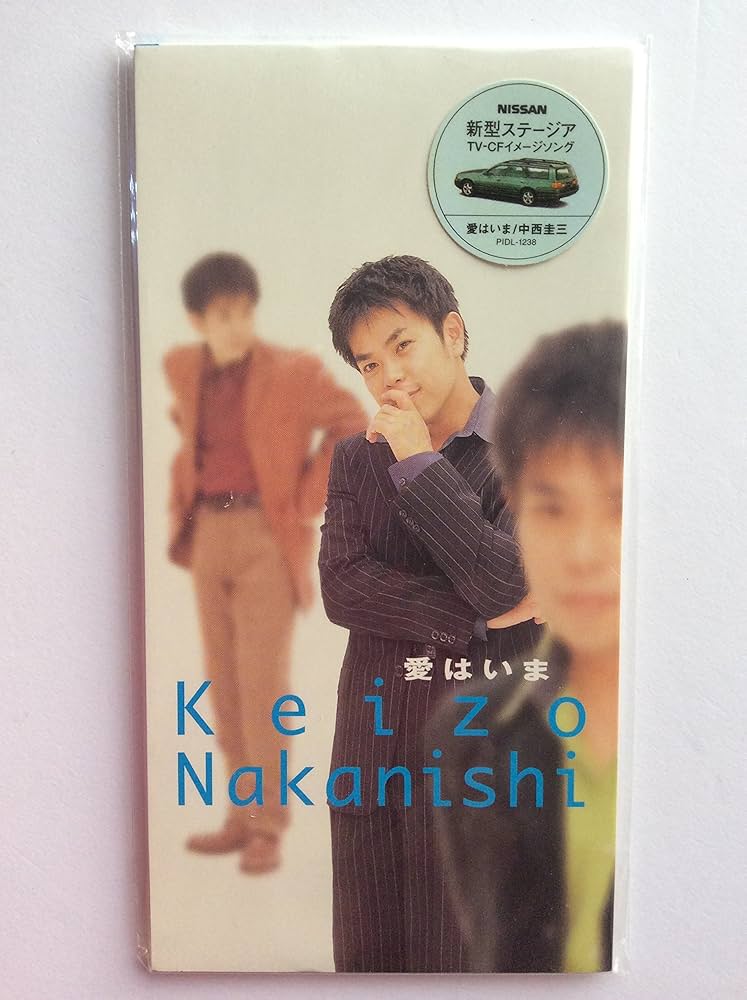 NISSAN
新型ステージア
TV-CFイメージソング
愛はいま/中西圭三
PIDL-1238
愛はいま
Keizo
Nakanishi